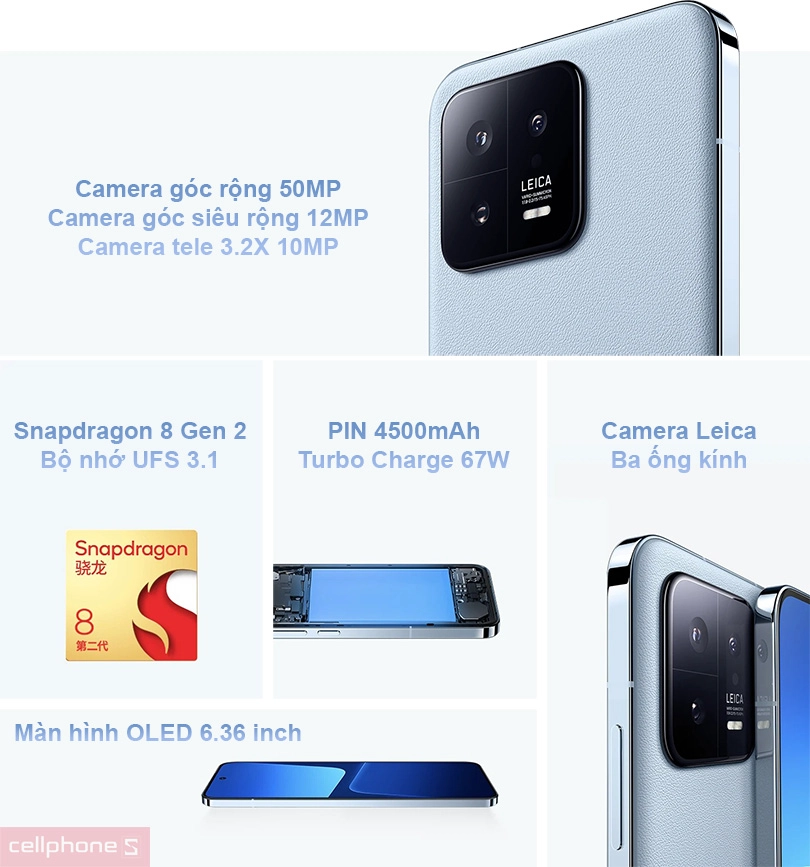 Camera góc rộng 50MP
Camera góc siêu rộng 12MP
Camera tele 3.2X 10MP
LEICA
Snapdragon 8 Gen 2
Bộ nhớ UFS 3.1
PIN 4500mAh
Turbo Charge 67W
Camera Leica
Ba ống kính
Snapdragon
骁龙
8
第二代
LEICA
Màn hình OLED 6.36 inch
cellphone S